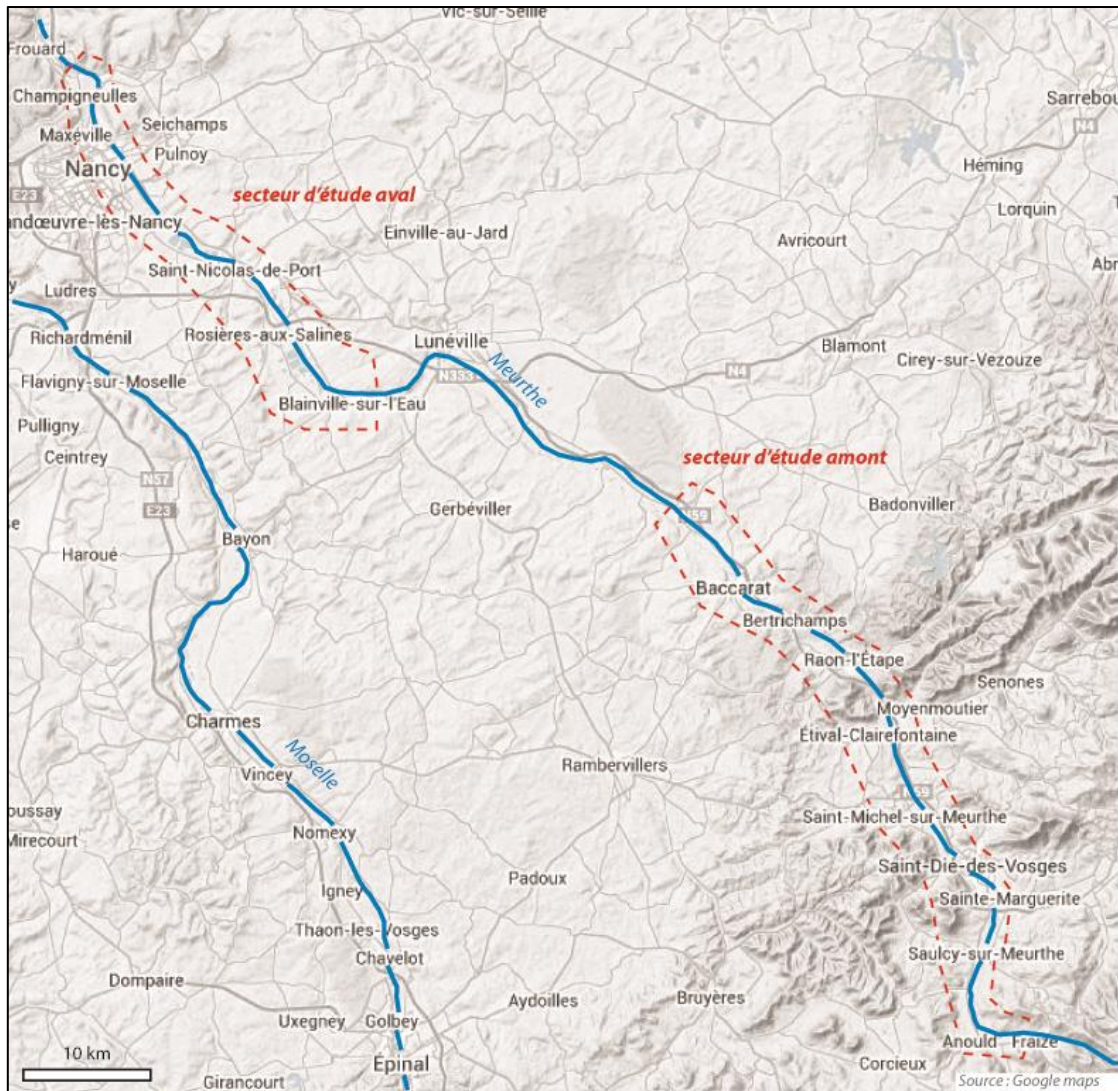 Vic-sur-Seille
Frouard
Champigneulles
Sarrebou
Seichamps
N4
Maxéville
Pulnoy
Héming
Nancy
E23
secteur d'étude aval
Lorquin
andœuvre-lès-Nancy
Einville-au-Jard
Avricourt
Abr
Saint-Nicolas-de-Port
Ludres
Richardménil
Rosières-aux-Salines
Lunéville
Blamont
Cirey-sur-Vezouze
Meurthe
N4
N333
Flavigny-sur-Moselle
Blainville-sur-l'Eau
Pulligny
Ceintrey
secteur d'étude amont
N57
Badonviller
E23
Gerbéviller
N59
Bayon
Haroué
Baccarat
Bertrichamps
Raon-l'Étape
Senones
Moyenmoutier
Charmes
Étival-Clairefontaine
Moselle
Vincey
Rambervillers
N59
oussay
Saint-Michel-sur-Meurthe
Nomexy
Mirecourt
Saint-Dié-des-Vosges
Padoux
Igney
Sainte-Marguerite
Thaon-les-Vosges
Chavelot
Saulcy-sur-Meurthe
Dompaire
Aydoilles
Bruyères
Uxegney
Golbey
Anould
Fraize
10 km
Épinal
Corcieux
Girancourt
Source : Google maps